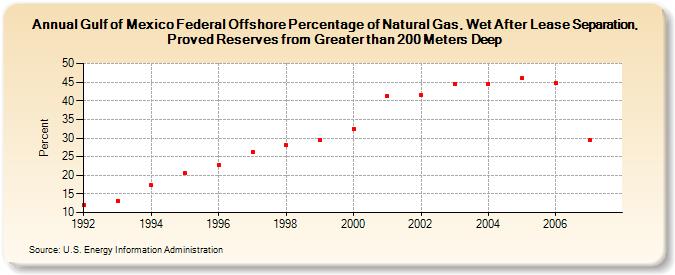 Annual Gulf of Mexico Federal Offshore Percentage of Natural Gas, Wet After Lease Separation,
Proved Reserves from Greater than 200 Meters Deep
Percent
50
45
40
35
30
25
20
15
10
1992 1994 1996 1998 2000 2002 2004 2006
Source: U.S. Energy Information Administration